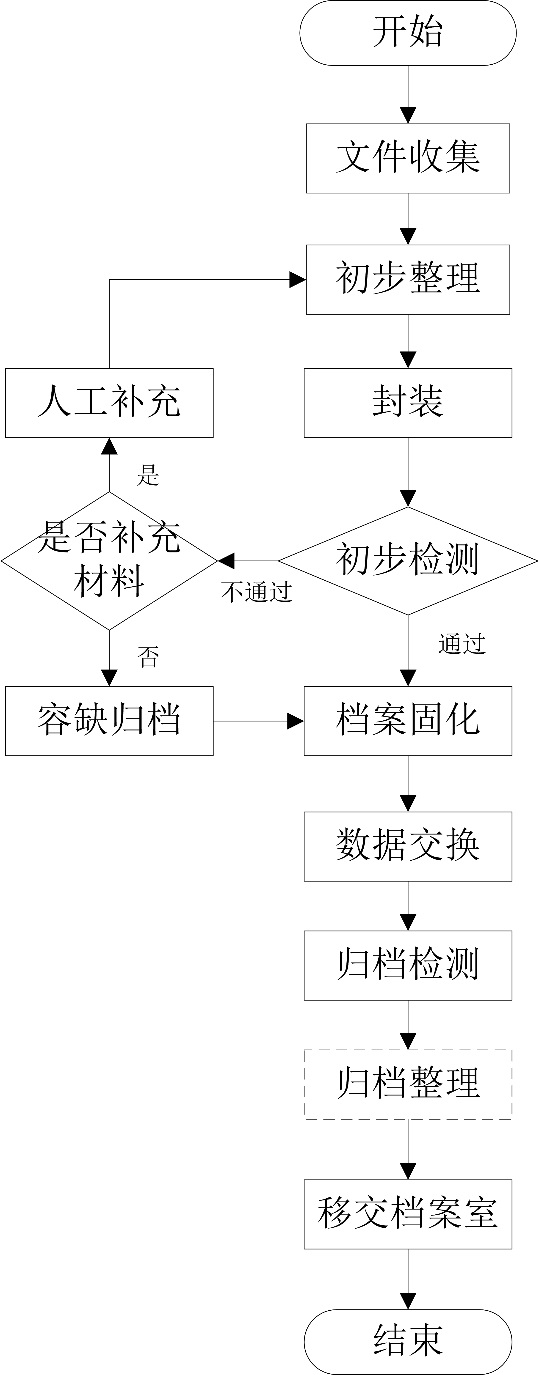 开始
文件收集
初步整理
人工补充
封装
是
是否补充
材料
初步检测
不通过
否
通过
容缺归档
档案固化
数据交换
归档检测
归档整理
移交档案室
结束